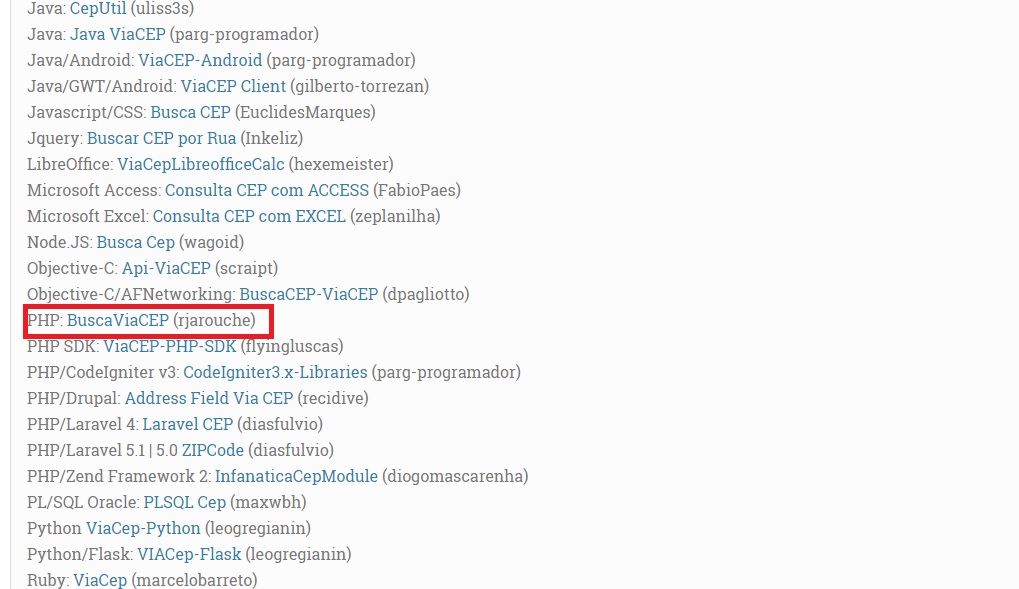 Java: CepUtil (uliss3s)
Java: Java ViaCEP (parg-programador)
Java/Android: ViaCEP-Android (parg-programador)
Java/GWT/Android: ViaCEP Client (gilberto-torrezan)
Javascript/CSS: Busca CEP (EuclidesMarques)
Jquery: Buscar CEP por Rua (Inkeliz)
LibreOffice: ViaCepLibreofficeCalc (hexemeister)
Microsoft Access: Consulta CEP com ACCESS (FabioPaes)
Microsoft Excel: Consulta CEP com EXCEL (zeplanilha)
Node.JS: Busca Cep (wagoid)
Objective-C: Api-ViaCEP (scraipt)
Objective-C/AFNetworking: BuscaCEP-ViaCEP (dpagliotto)
PHP: BuscaViaCEP (rjarouche)
PHP SDK: ViaCEP-PHP-SDK (flyingluscas)
PHP/CodeIgniter v3: CodeIgniter3.x-Libraries (parg-programador)
PHP/Drupal: Address Field Via CEP (recidive)
PHP/Laravel 4: Laravel CEP (diasfulvio)
PHP/Laravel 5.1 | 5.0 ZIPCode (diasfulvio)
PHP/Zend Framework 2: InfanaticaCepModule (diogomascarenha)
PL/SQL Oracle: PLSQL Cep (maxwbh)
Python ViaCep-Python (leogregianin)
Python/Flask: VIACep-Flask (leogregianin)
Ruby: ViaCep (marcelobarreto)